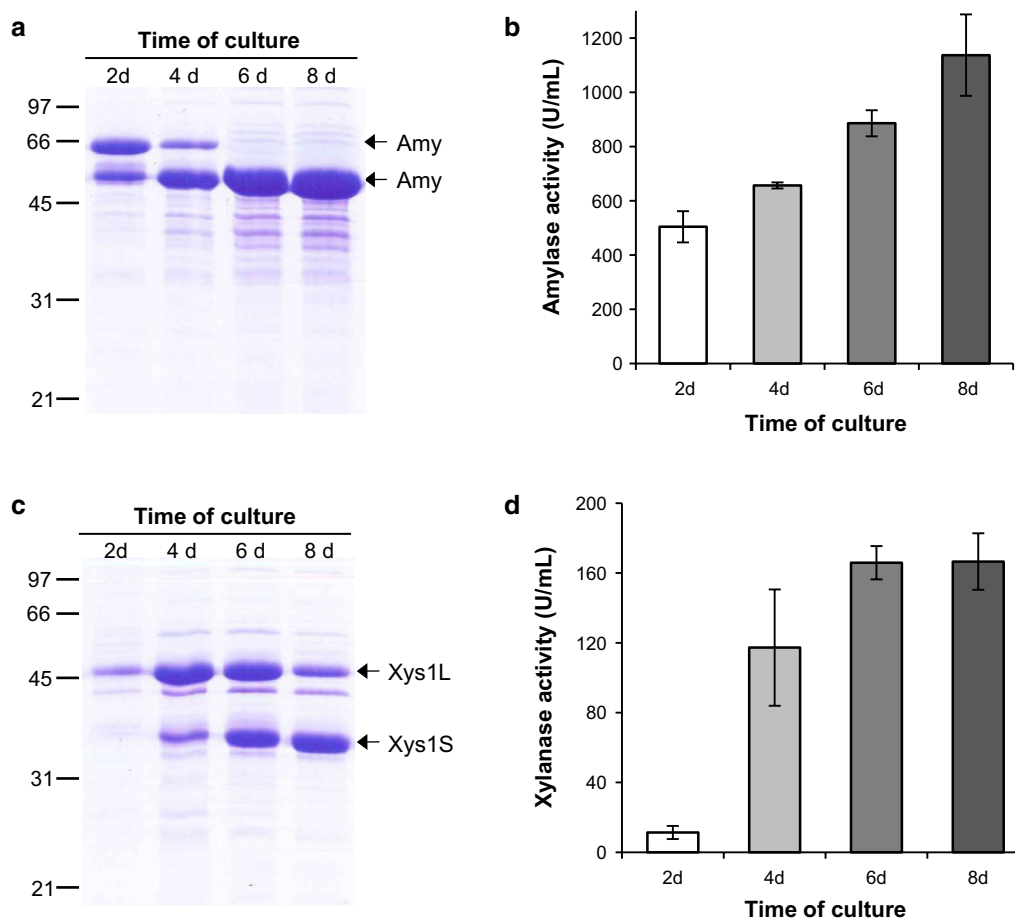 a
Time of culture
2d 4 d 6 d 8 d
97
66
45
31
21
Amy
Amy
b
Amylase activity (U/mL)
1200
1000
800
600
400
200
0
2d 4d 6d 8d
Time of culture
c
Time of culture
2d 4 d 6 d 8 d
97
66
45
31
21
Xys1L
Xys1S
d
Xylanase activity (U/mL)
200
160
120
80
40
0
2d 4d 6d 8d
Time of culture